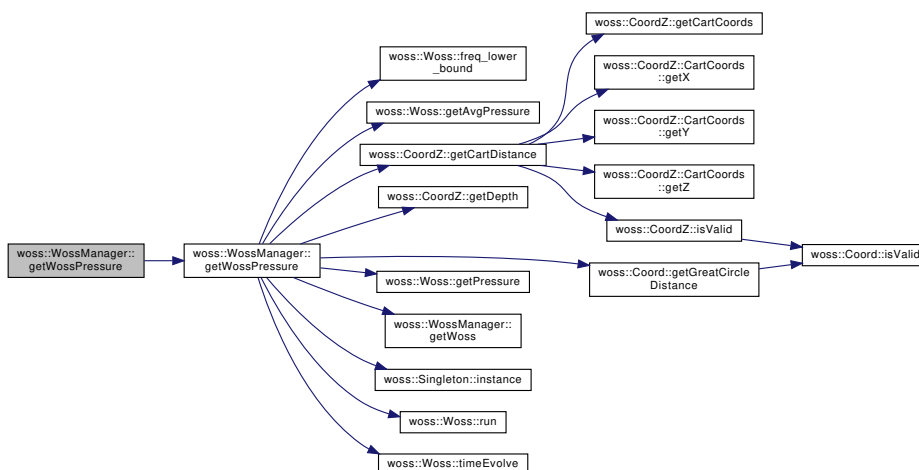 woss::WossManager::
getWossPressure
woss::WossManager::
getWossPressure
woss::Woss::freq_lower
_bound
woss::Woss::getAvgPressure
woss::CoordZ::getCartDistance
woss::CoordZ::getDepth
woss::Woss::getPressure
woss::WossManager::
getWoss
woss::Singleton::instance
woss::Woss::run
woss::Woss::timeEvolve
woss::CoordZ::getCartCoords
woss::CoordZ::CartCoords
::getX
woss::CoordZ::CartCoords
::getY
woss::CoordZ::CartCoords
::getZ
woss::CoordZ::isValid
woss::Coord::getGreatCircle
Distance
woss::Coord::isValid